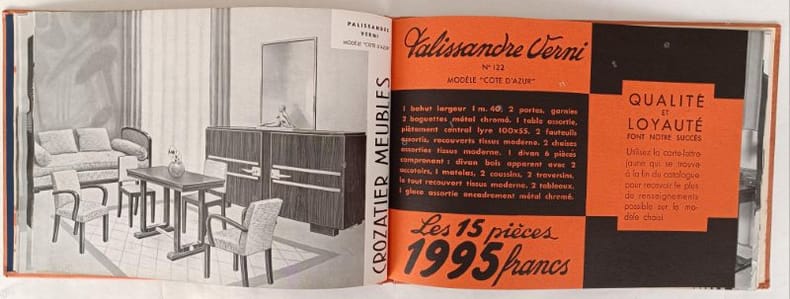 PALISSANDRE
VERNI
MODÈLE "COTE D'AZUR"
CROZATIER MEUBLES
Palissandre Verni
N° 122
MODÈLE "COTE D'AZUR"
1 bahut largeur 1 m. 40, 2 portes, garnies
2 baguettes métal chromé. 1 table assortie,
piètement central lyre 100x55. 2 fauteuils
assortis, recouverts tissus moderne. 2 chaises
assorties tissus moderne. 1 divan 6 pièces
comprenant : 1 divan bois apparent avec 2
accotoirs, 1 matelas, 2 coussins, 2 traversins,
le tout recouvert tissus moderne. 2 tableaux.
1 glace assortie encadrement métal chromé.
Les 15 pièces
1995 francs
QUALITÉ
ET
LOYAUTÉ
FONT NOTRE SUCCÈS
Utilisez la carte-lettre
jaune qui se trouve
à la fin du catalogue
pour recevoir le plus
de renseignements
possible sur le mo-
dèle choisi